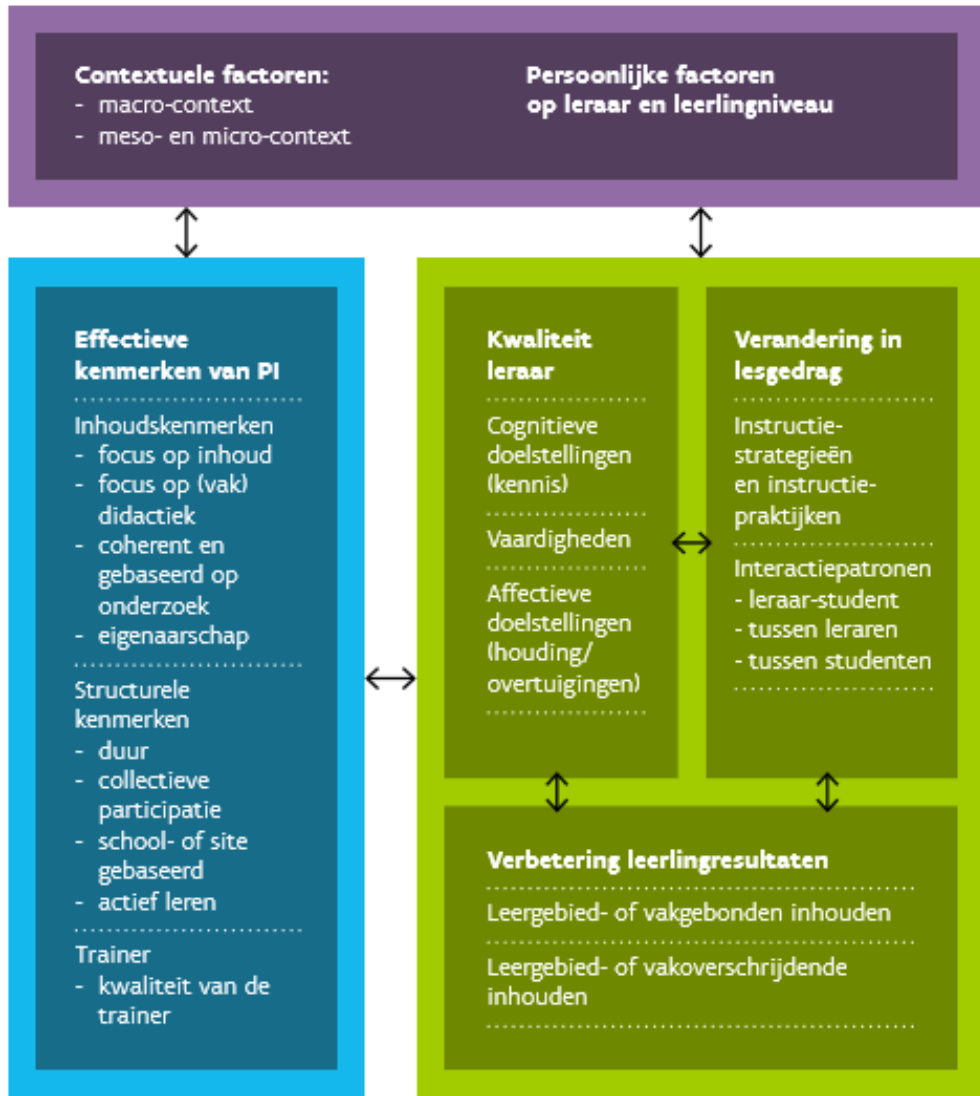 Contextuele factoren:
- macro-context
- meso- en micro-context
Persoonlijke factoren
op leraar en leerlingniveau
Effectieve
kenmerken van PI
Inhoudskenmerken
- focus op inhoud
- focus op (vak)
didactiek
- coherent en
gebaseerd op
onderzoek
- eigenaarschap
Structurele
kenmerken
- duur
- collectieve
participatie
- school- of site
gebaseerd
- actief leren
Trainer
- kwaliteit van de
trainer
Kwaliteit
leraar
Cognitieve
doelstellingen
(kennis)
Vaardigheden
Affectieve
doelstellingen
(houding/
overtuigingen)
Verandering in
lesgedrag
Instructie-
strategieën
en instructie-
praktijken
Interactiepatronen
- leraar-student
- tussen leraren
- tussen studenten
Verbetering leerlingresultaten
Leergebied- of vakgebonden inhouden
Leergebied- of vakoverschrijdende
inhouden